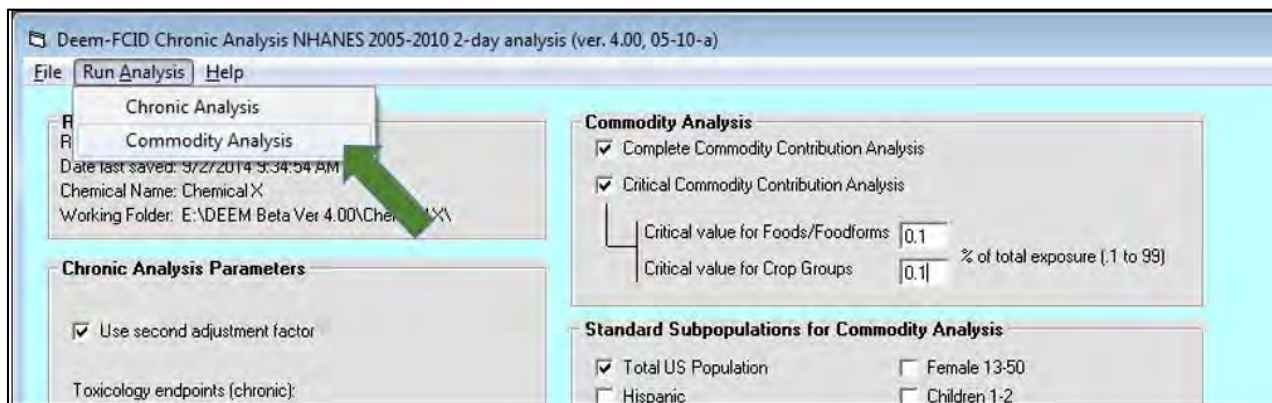 Deem-FCID Chronic Analysis NHANES 2005-2010 2-day analysis (ver. 4.00, 05-10-a)
File Run Analysis Help
Chronic Analysis
Commodity Analysis
Date last saved: 9/2/2014 9:34:54 AM
Chemical Name: Chemical X
Working Folder: E:\DEEM Beta Ver 4.00\Che X\
Chronic Analysis Parameters
Use second adjustment factor
Toxicology endpoints (chronic):
Commodity Analysis
Complete Commodity Contribution Analysis
Critical Commodity Contribution Analysis
Critical value for Foods/Foodforms 0.1
Critical value for Crop Groups 0.1
% of total exposure (.1 to 99)
Standard Subpopulations for Commodity Analysis
Total US Population Female 13-50
Hispanic Children 1-2